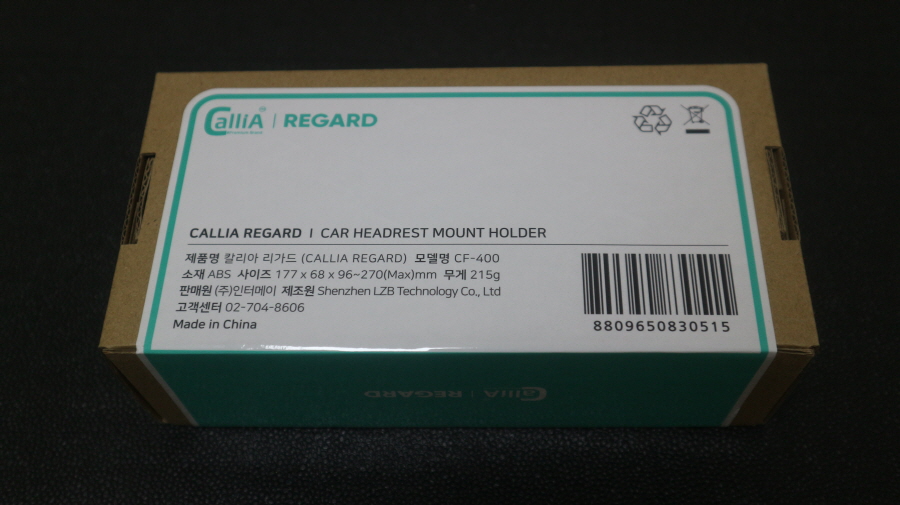 CalliA® | REGARD
CALLIA REGARD | CAR HEADREST MOUNT HOLDER
제품명 칼리아 리가드 (CALLIA REGARD) 모델명 CF-400
소재 ABS 사이즈 177 x 68 x 96~270(Max)mm 무게 215g
판매원 (주)인터메이 제조원 Shenzhen LZB Technology Co., Ltd
고객센터 02-704-8606
Made in China
8809650830515
CalliA | REGARD